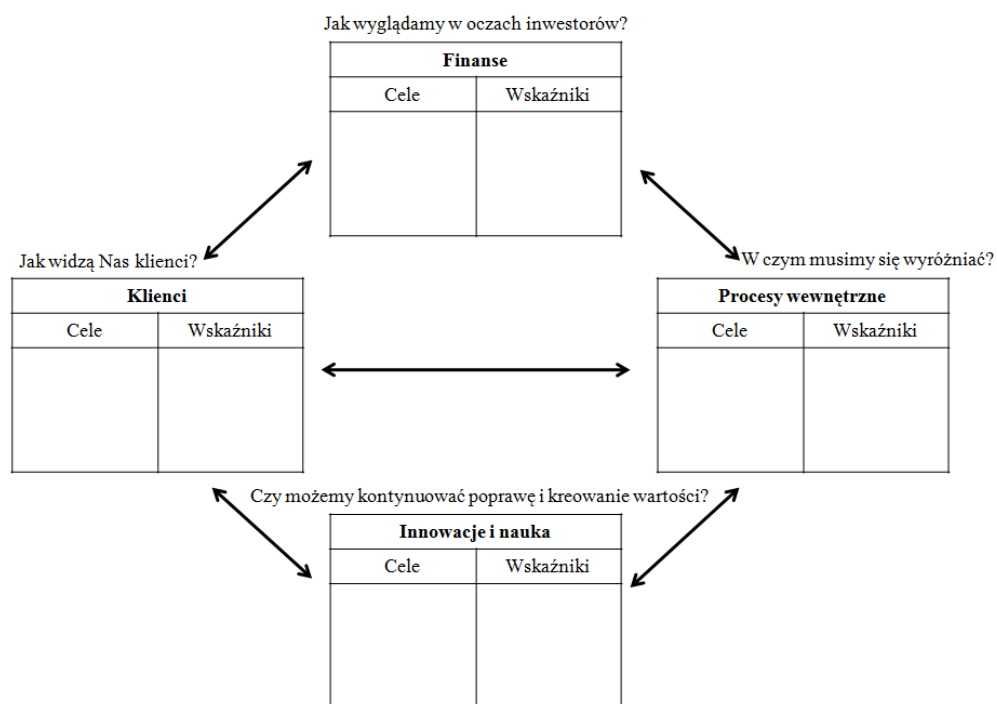 Jak wyglądamy w oczach inwestorów?
Finanse
Cele Wskaźniki
Jak widzą Nas klienci?
Klienci
Cele Wskaźniki
W czym musimy się wyróżniać?
Procesy wewnętrzne
Cele Wskaźniki
Czy możemy kontynuować poprawę i kreowanie wartości?
Innowacje i nauka
Cele Wskaźniki